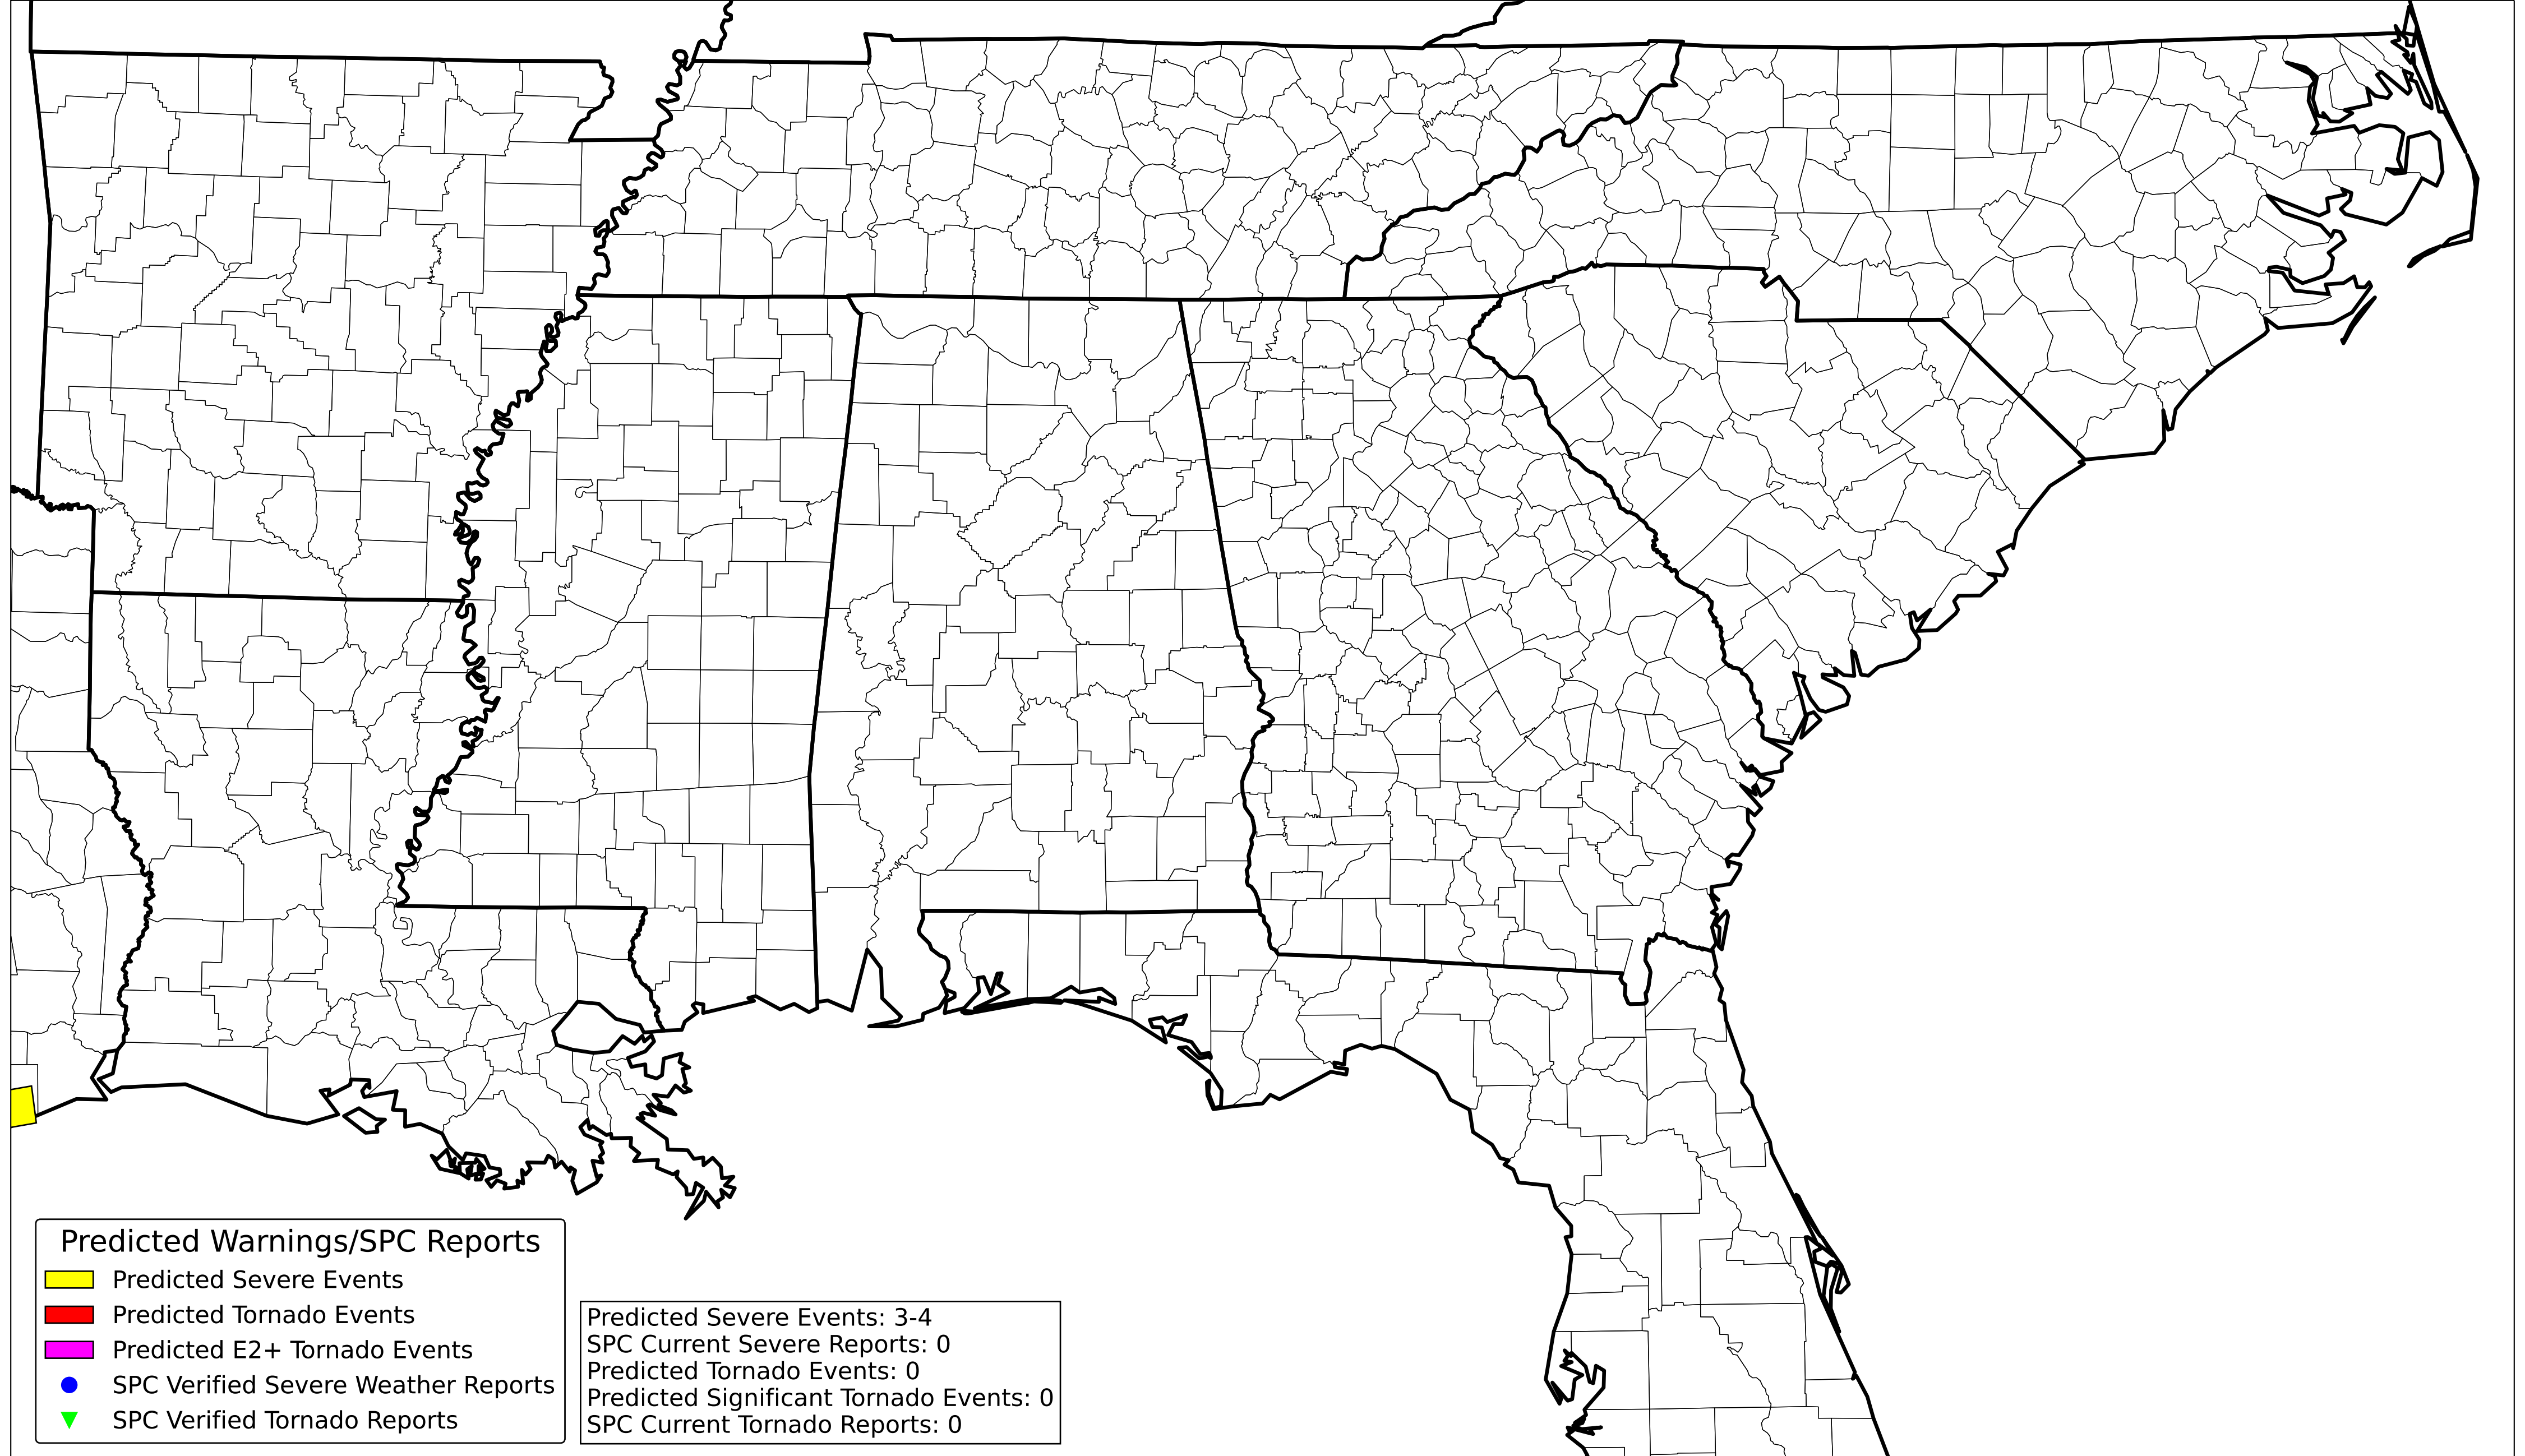 Predicted Warnings/SPC Reports
Predicted Severe Events
Predicted Tornado Events
Predicted E2+ Tornado Events
SPC Verified Severe Weather Reports
SPC Verified Tornado Reports
Predicted Severe Events: 3-4
SPC Current Severe Reports: 0
Predicted Tornado Events: 0
Predicted Significant Tornado Events: 0
SPC Current Tornado Reports: 0